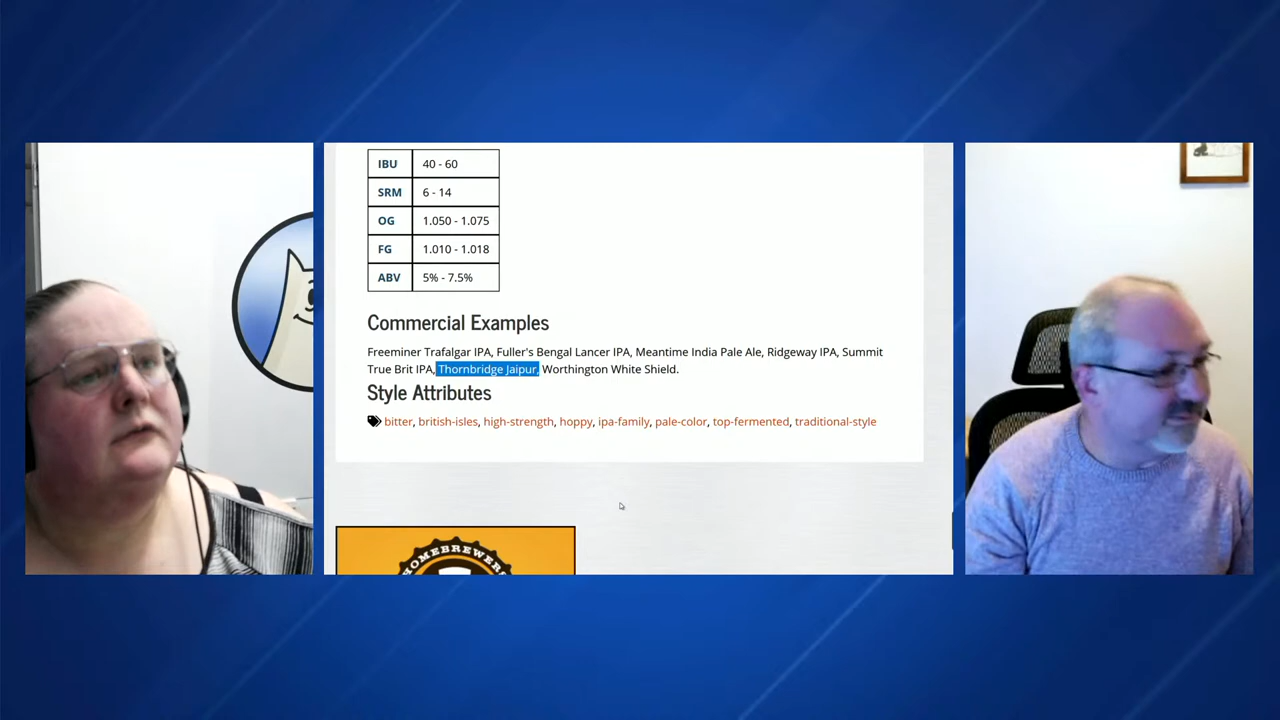 IBU 40 - 60
SRM 6 - 14
OG 1.050 - 1.075
FG 1.010 - 1.018
ABV 5% - 7.5%
Commercial Examples
Freeminer Trafalgar IPA, Fuller's Bengal Lancer IPA, Meantime India Pale Ale, Ridgeway IPA, Summit
True Brit IPA, Thornbridge Jaipur, Worthington White Shield.
Style Attributes
bitter, british-isles, high-strength, hoppy, ipa-family, pale-color, top-fermented, traditional-style
HOMEBREWERS